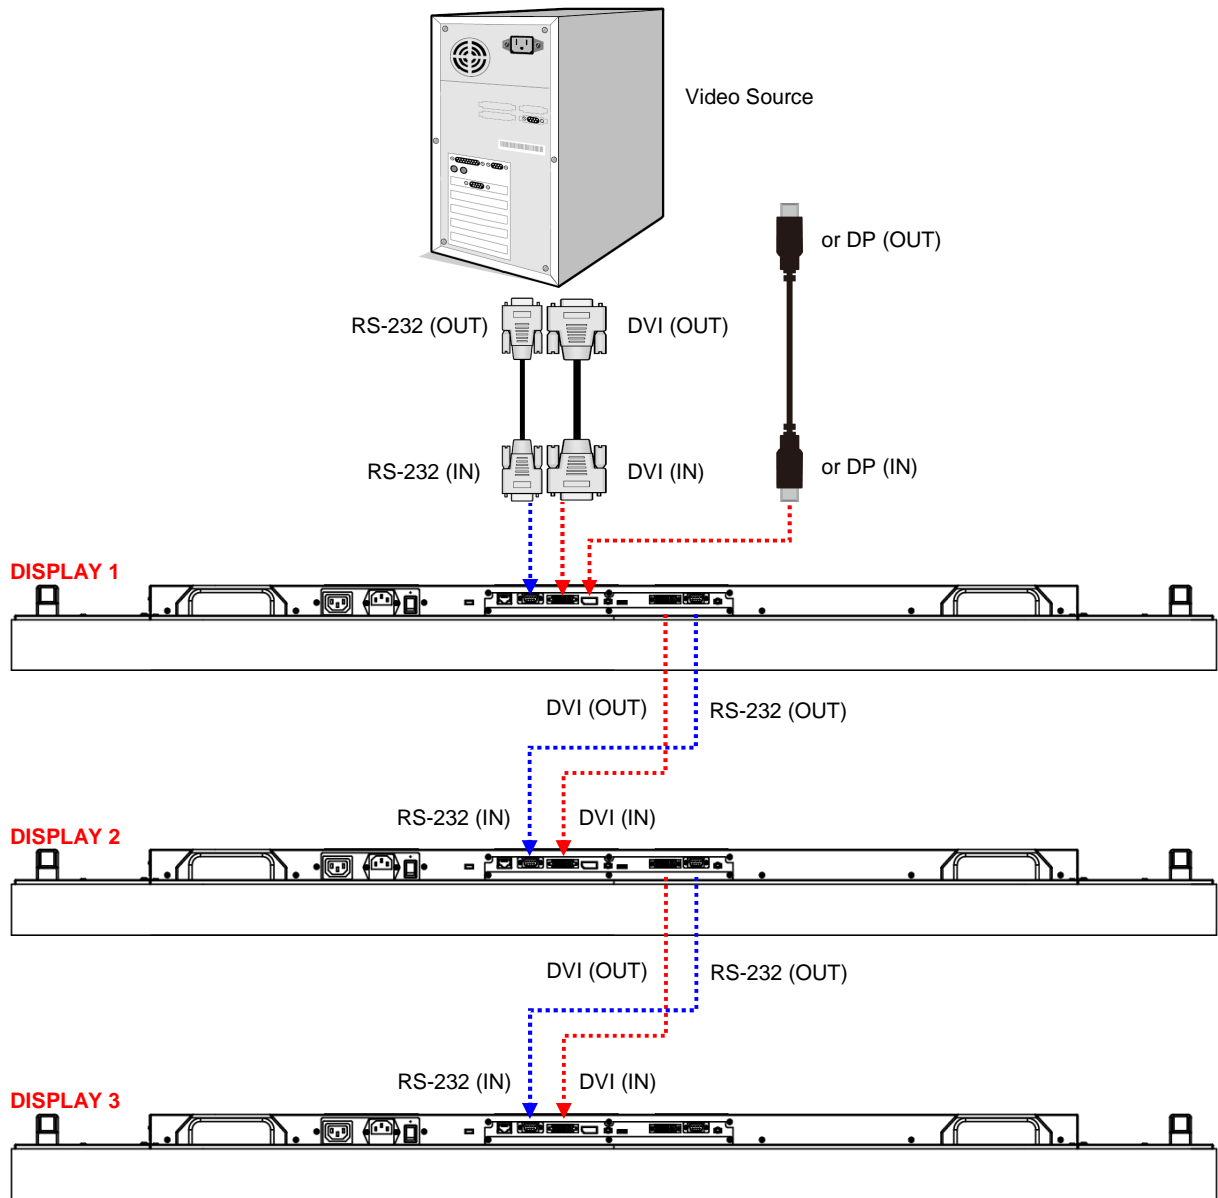 Video Source
or DP (OUT)
RS-232 (OUT)
DVI (OUT)
RS-232 (IN)
DVI (IN)
or DP (IN)
DISPLAY 1
DVI (OUT)
RS-232 (OUT)
RS-232 (IN)
DVI (IN)
DISPLAY 2
DVI (OUT)
RS-232 (OUT)
RS-232 (IN)
DVI (IN)
DISPLAY 3